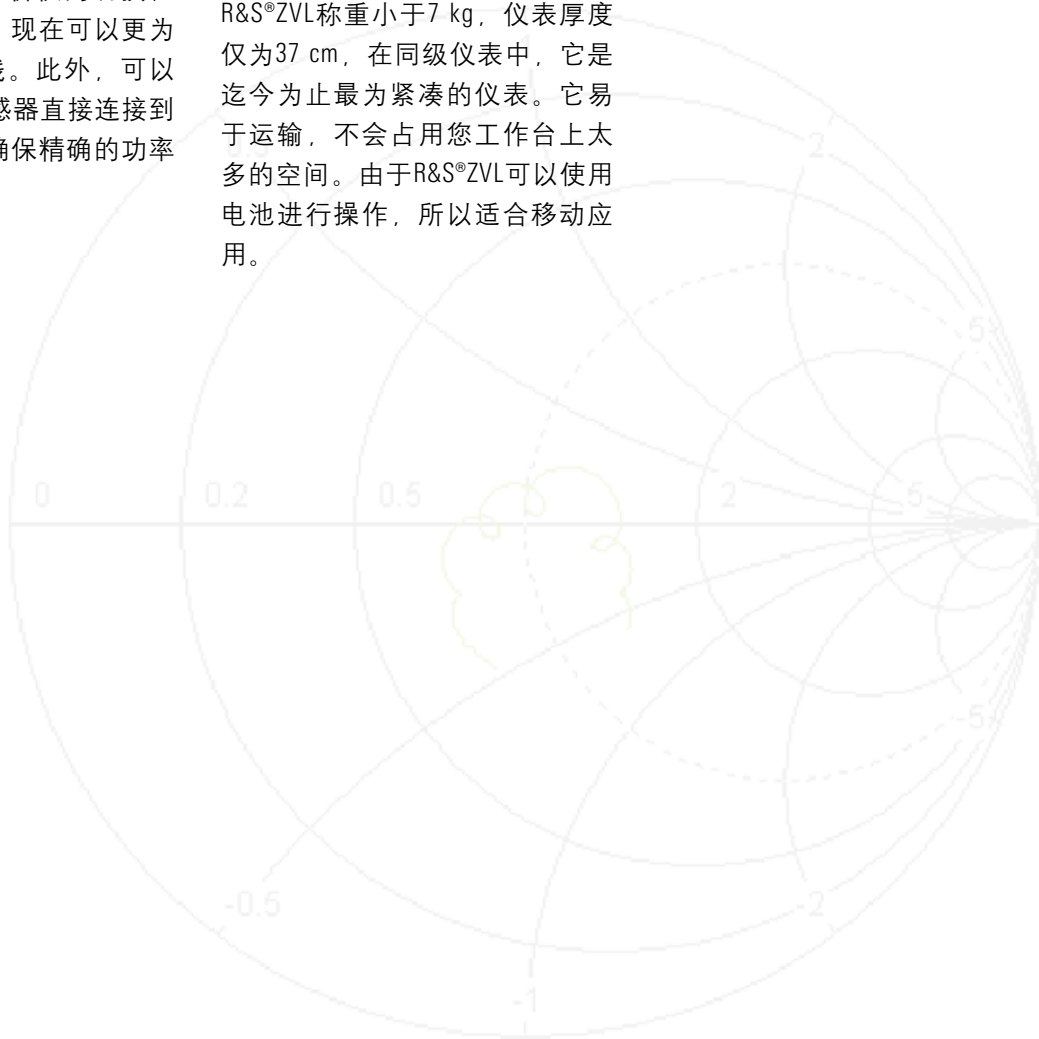 现在可以更为
。此外，可以
感器直接连接到
确保精确的功率
R&S®ZVL称重小于7 kg，仪表厚度
仅为37 cm，在同级仪表中，它是
迄今为止最为紧凑的仪表。它易
于运输，不会占用您工作台上太
多的空间。由于R&S®ZVL可以使用
电池进行操作，所以适合移动应
用。
2
5
0
0.2
0.5
2
5
-5
-0.5
-2
-1